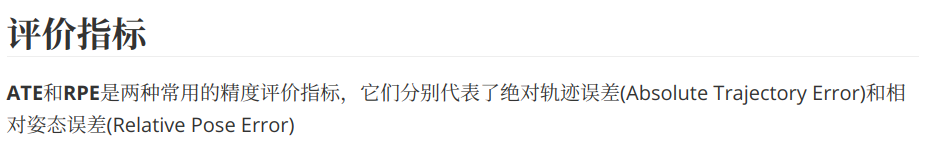 评价指标
ATE和RPE是两种常用的精度评价指标，它们分别代表了绝对轨迹误差(Absolute Trajectory Error)和相
对姿态误差(Relative Pose Error)